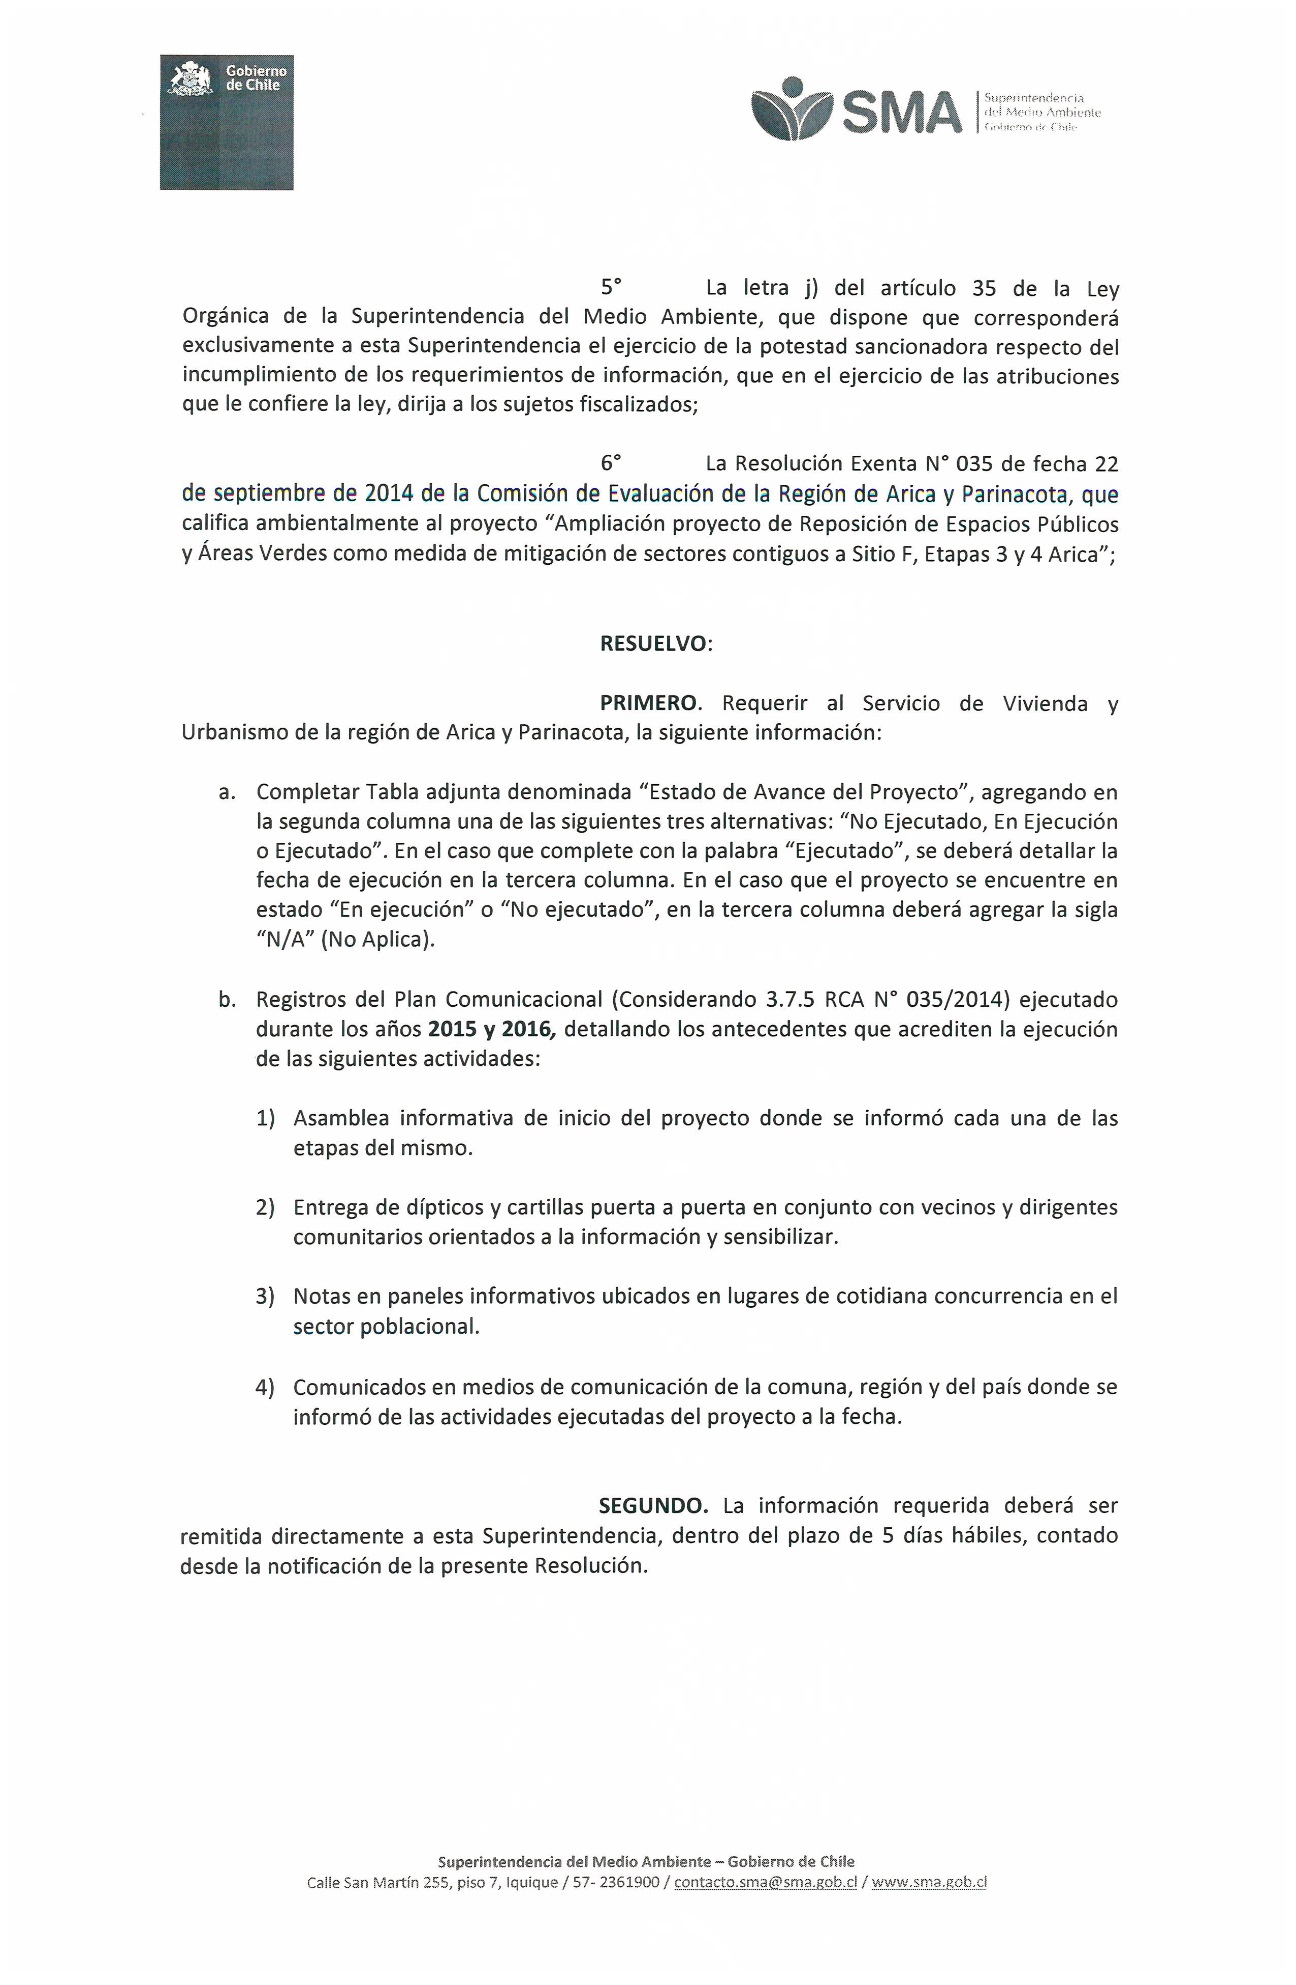 Gobierno
de Chile
SMA
Superintendencia
del Medio Ambiente
Gobierno de Chile
5° La letra j) del artículo 35 de la Ley
Orgánica de la Superintendencia del Medio Ambiente, que dispone que corresponderá
exclusivamente a esta Superintendencia el ejercicio de la potestad sancionadora respecto del
incumplimiento de los requerimientos de información, que en el ejercicio de las atribuciones
que le confiere la ley, dirija a los sujetos fiscalizados;
6° La Resolución Exenta N° 035 de fecha 22
de septiembre de 2014 de la Comisión de Evaluación de la Región de Arica y Parinacota, que
califica ambientalmente al proyecto "Ampliación proyecto de Reposición de Espacios Públicos
y Áreas Verdes como medida de mitigación de sectores contiguos a Sitio F, Etapas 3 y 4 Arica";
RESUELVO:
PRIMERO. Requerir al Servicio de Vivienda y
Urbanismo de la región de Arica y Parinacota, la siguiente información:
a. Completar Tabla adjunta denominada "Estado de Avance del Proyecto", agregando en
la segunda columna una de las siguientes tres alternativas: "No Ejecutado, En Ejecución
o Ejecutado". En el caso que complete con la palabra "Ejecutado", se deberá detallar la
fecha de ejecución en la tercera columna. En el caso que el proyecto se encuentre en
estado "En ejecución" o "No ejecutado", en la tercera columna deberá agregar la sigla
"N/A" (No Aplica).
b. Registros del Plan Comunicacional (Considerando 3.7.5 RCA N° 035/2014) ejecutado
durante los años 2015 y 2016, detallando los antecedentes que acrediten la ejecución
de las siguientes actividades:
1) Asamblea informativa de inicio del proyecto donde se informó cada una de las
etapas del mismo.
2) Entrega de dípticos y cartillas puerta a puerta en conjunto con vecinos y dirigentes
comunitarios orientados a la información y sensibilizar.
3) Notas en paneles informativos ubicados en lugares de cotidiana concurrencia en el
sector poblacional.
4) Comunicados en medios de comunicación de la comuna, región y del país donde se
informó de las actividades ejecutadas del proyecto a la fecha.
SEGUNDO. La información requerida deberá ser
remitida directamente a esta Superintendencia, dentro del plazo de 5 días hábiles, contado
desde la notificación de la presente Resolución.
Superintendencia del Medio Ambiente – Gobierno de Chile
Calle San Martín 255, piso 7, Iquique / 57- 2361900 / contacto.sma@sma.gob.cl / www.sma.gob.cl